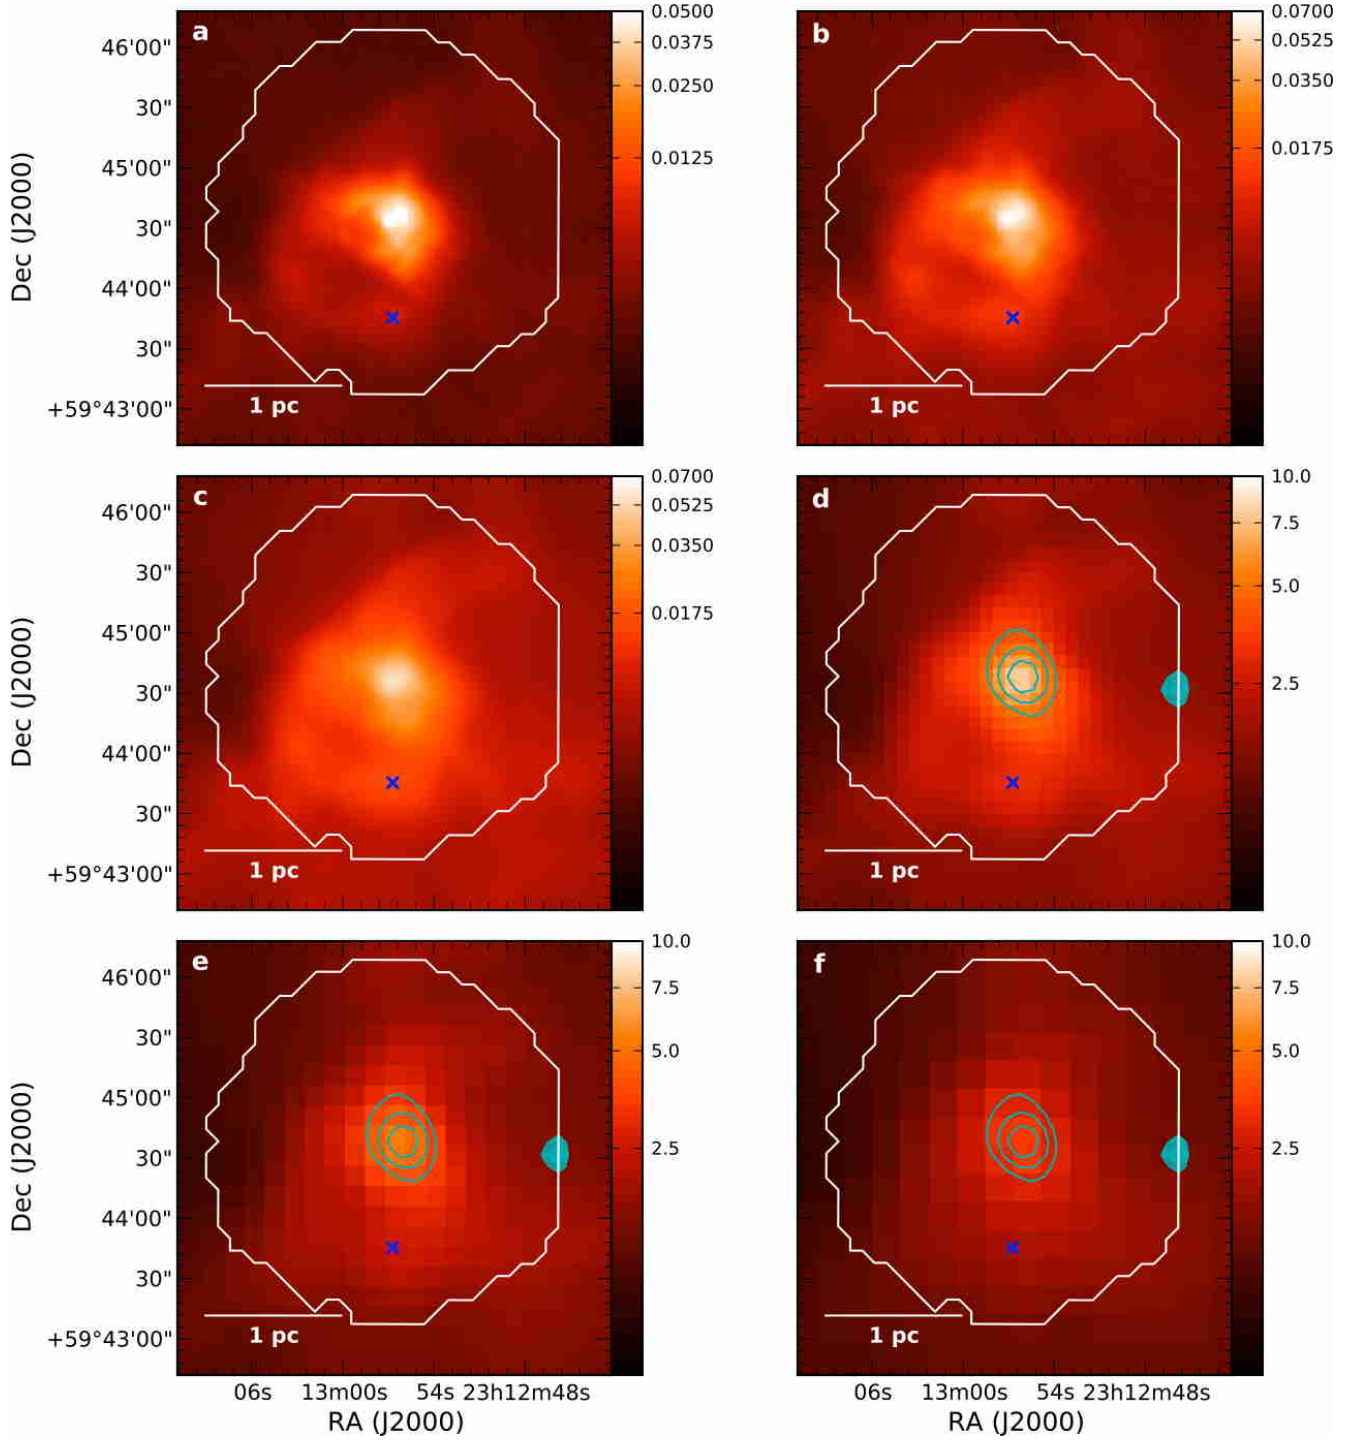 a
46'00"
30"
45'00"
30"
44'00"
30"
+59°43'00"
Dec (J2000)
1 pc
0.0500
0.0375
0.0250
0.0125
b
1 pc
0.0700
0.0525
0.0350
0.0175
c
46'00"
30"
45'00"
30"
44'00"
30"
+59°43'00"
Dec (J2000)
1 pc
0.0700
0.0525
0.0350
0.0175
d
1 pc
10.0
7.5
5.0
2.5
e
46'00"
30"
45'00"
30"
44'00"
30"
+59°43'00"
Dec (J2000)
1 pc
10.0
7.5
5.0
2.5
06s 13m00s 54s 23h12m48s
RA (J2000)
f
1 pc
10.0
7.5
5.0
2.5
06s 13m00s 54s 23h12m48s
RA (J2000)